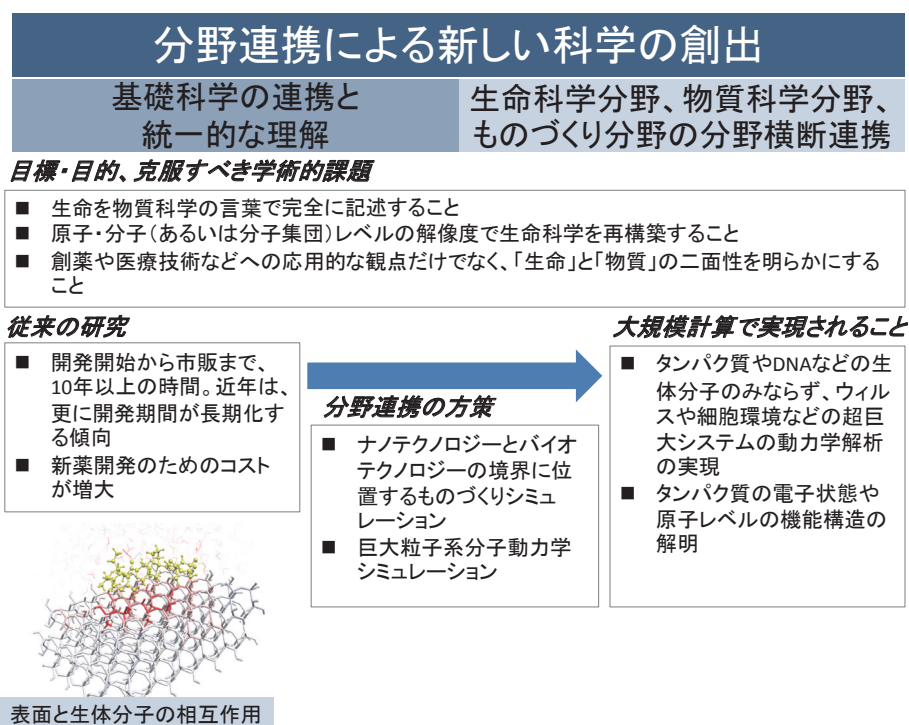 分野連携による新しい科学の創出
基礎科学の連携と
統一的な理解
生命科学分野、物質科学分野、
ものづくり分野の分野横断連携
目標・目的、克服すべき学術的課題
■ 生命を物質科学の言葉で完全に記述すること
■ 原子・分子（あるいは分子集団）レベルの解像度で生命科学を再構築すること
■ 創薬や医療技術などへの応用的な観点だけでなく、「生命」と「物質」の二面性を明らかにする
こと
従来の研究
■ 開発開始から市販まで、
10年以上の時間。近年は、
更に開発期間が長期化す
る傾向
■ 新薬開発のためのコスト
が増大
分野連携の方策
■ ナノテクノロジーとバイオ
テクノロジーの境界に位
置するものづくりシミュ
レーション
■ 巨大粒子系分子動力学
シミュレーション
大規模計算で実現されること
■ タンパク質やDNAなどの生
体分子のみならず、ウィル
スや細胞環境などの超巨
大システムの動力学解析
の実現
■ タンパク質の電子状態や
原子レベルの機能構造の
解明
表面と生体分子の相互作用